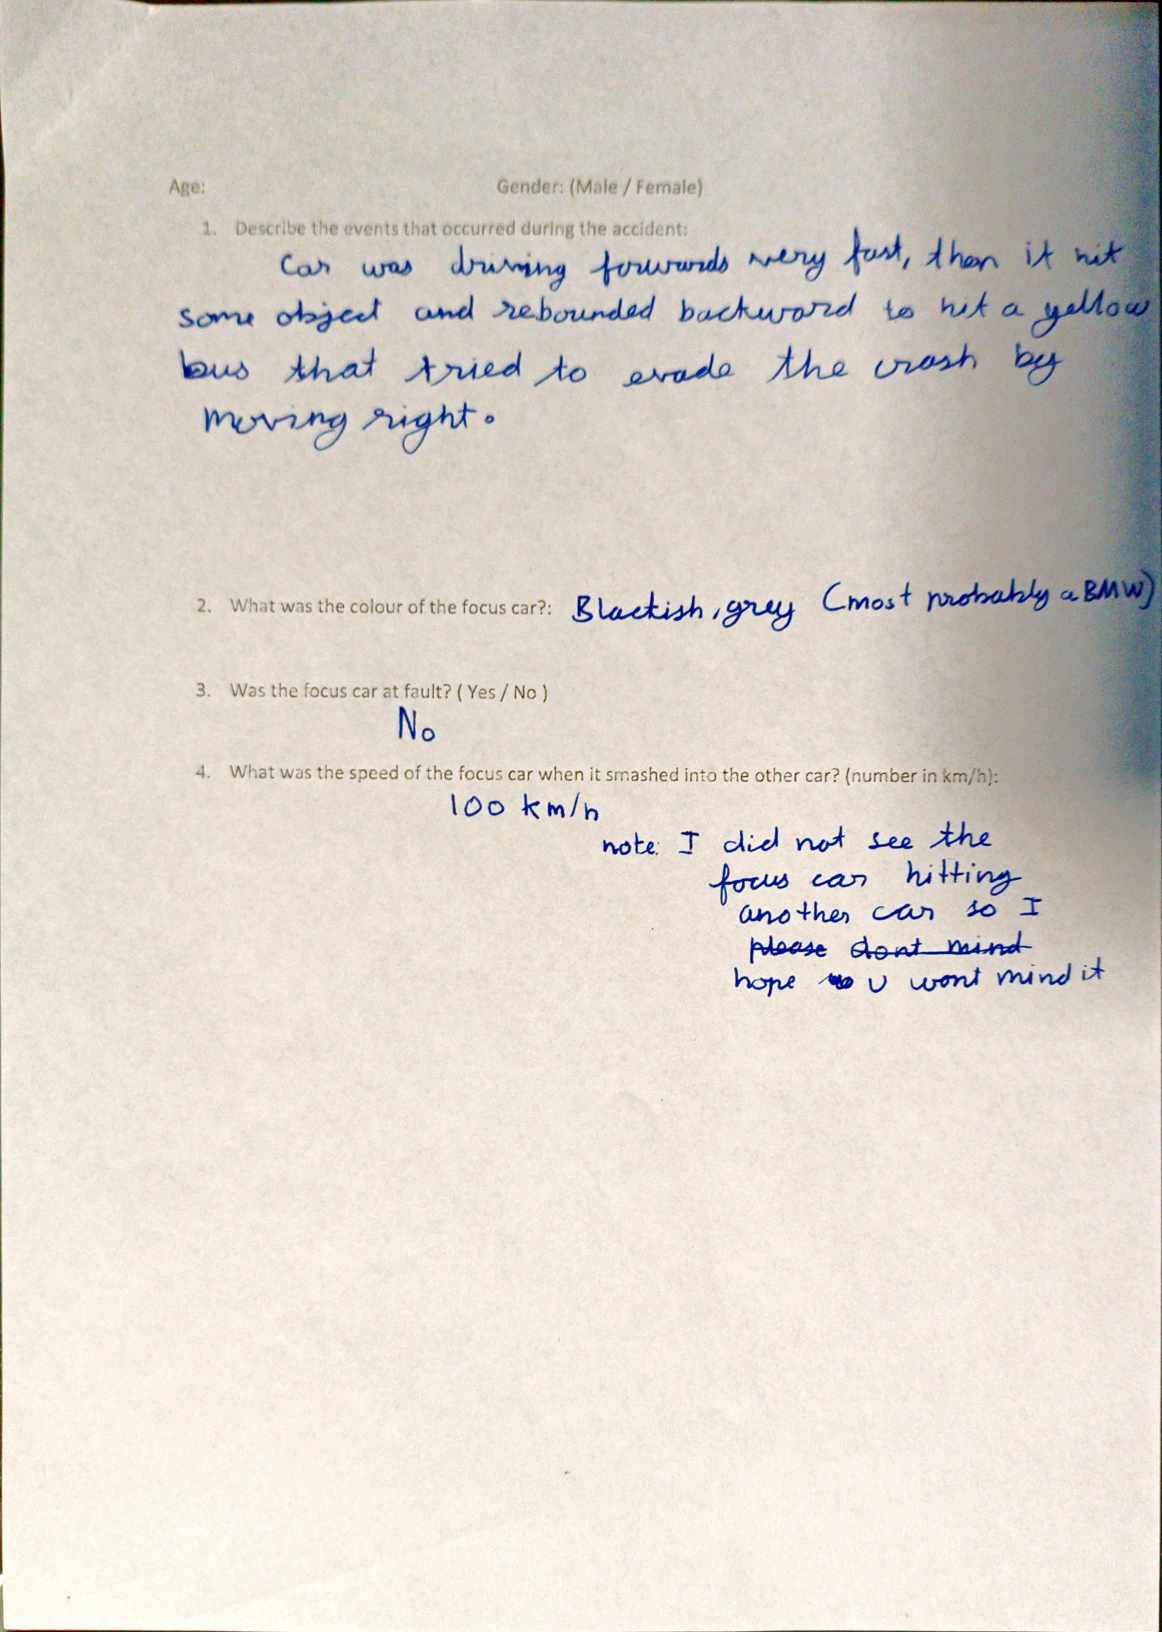 Age: Gender: (Male / Female)
1. Describe the events that occurred during the accident:
Car was driving forwards very fast, then it hit
some object and rebounded backward to hit a yellow
bus that tried to evade the crash by
moving right.
2. What was the colour of the focus car?: Blackish, grey (most probably a BMW)
3. Was the focus car at fault? ( Yes / No )
No
4. What was the speed of the focus car when it smashed into the other car? (number in km/h):
100 km/h
note: I did not see the
focus car hitting
another car so I
please dont mind
hope u wont mind it